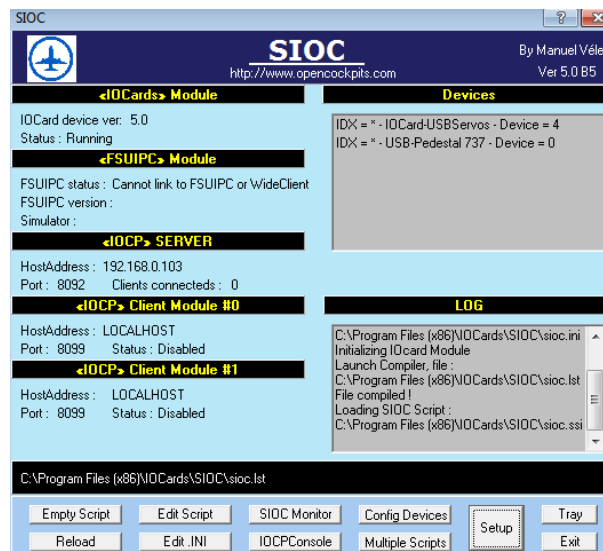 SIOC
SIOC
http://www.opencockpits.com
By Manuel Véle
Ver 5.0 B5
«IOCards» Module
IOCard device ver: 5.0
Status : Running
«FSUIPC» Module
FSUIPC status : Cannot link to FSUIPC or WideClient
FSUIPC version :
Simulator :
«IOCP» SERVER
HostAddress : 192.168.0.103
Port : 8092 Clients connecteds : 0
«IOCP» Client Module #0
HostAddress : LOCALHOST
Port : 8099 Status : Disabled
«IOCP» Client Module #1
HostAddress : LOCALHOST
Port : 8099 Status : Disabled
Devices
IDX = * - IOCard-USBServos - Device = 4
IDX = * - USB-Pedestal 737 - Device = 0
LOG
C:\Program Files (x86)\IOCards\SIOC\sioc.ini
Initializing IOcard Module
Launch Compiler, file :
C:\Program Files (x86)\IOCards\SIOC\sioc.lst
File compiled !
Loading SIOC Script :
C:\Program Files (x86)\IOCards\SIOC\sioc.ssi
C:\Program Files (x86)\IOCards\SIOC\sioc.lst
Empty Script Edit Script SIOC Monitor Config Devices Setup Tray
Reload Edit .INI IOCPConsole Multiple Scripts Exit